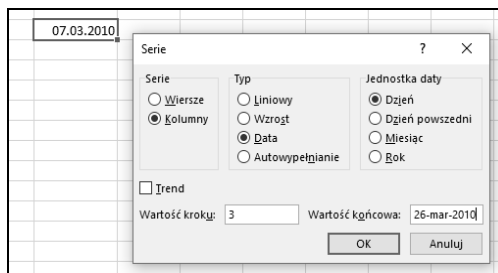 07.03.2010
Serie ? ×
Serie Typ Jednostka daty
Wiersze Liniowy Dzień
Kolumny Wzrost Dzień powszedni
Data Miesiąc
Autowypełnianie Rok
Trend
Wartość kroku: 3 Wartość końcowa: 26-mar-2010
OK Anuluj